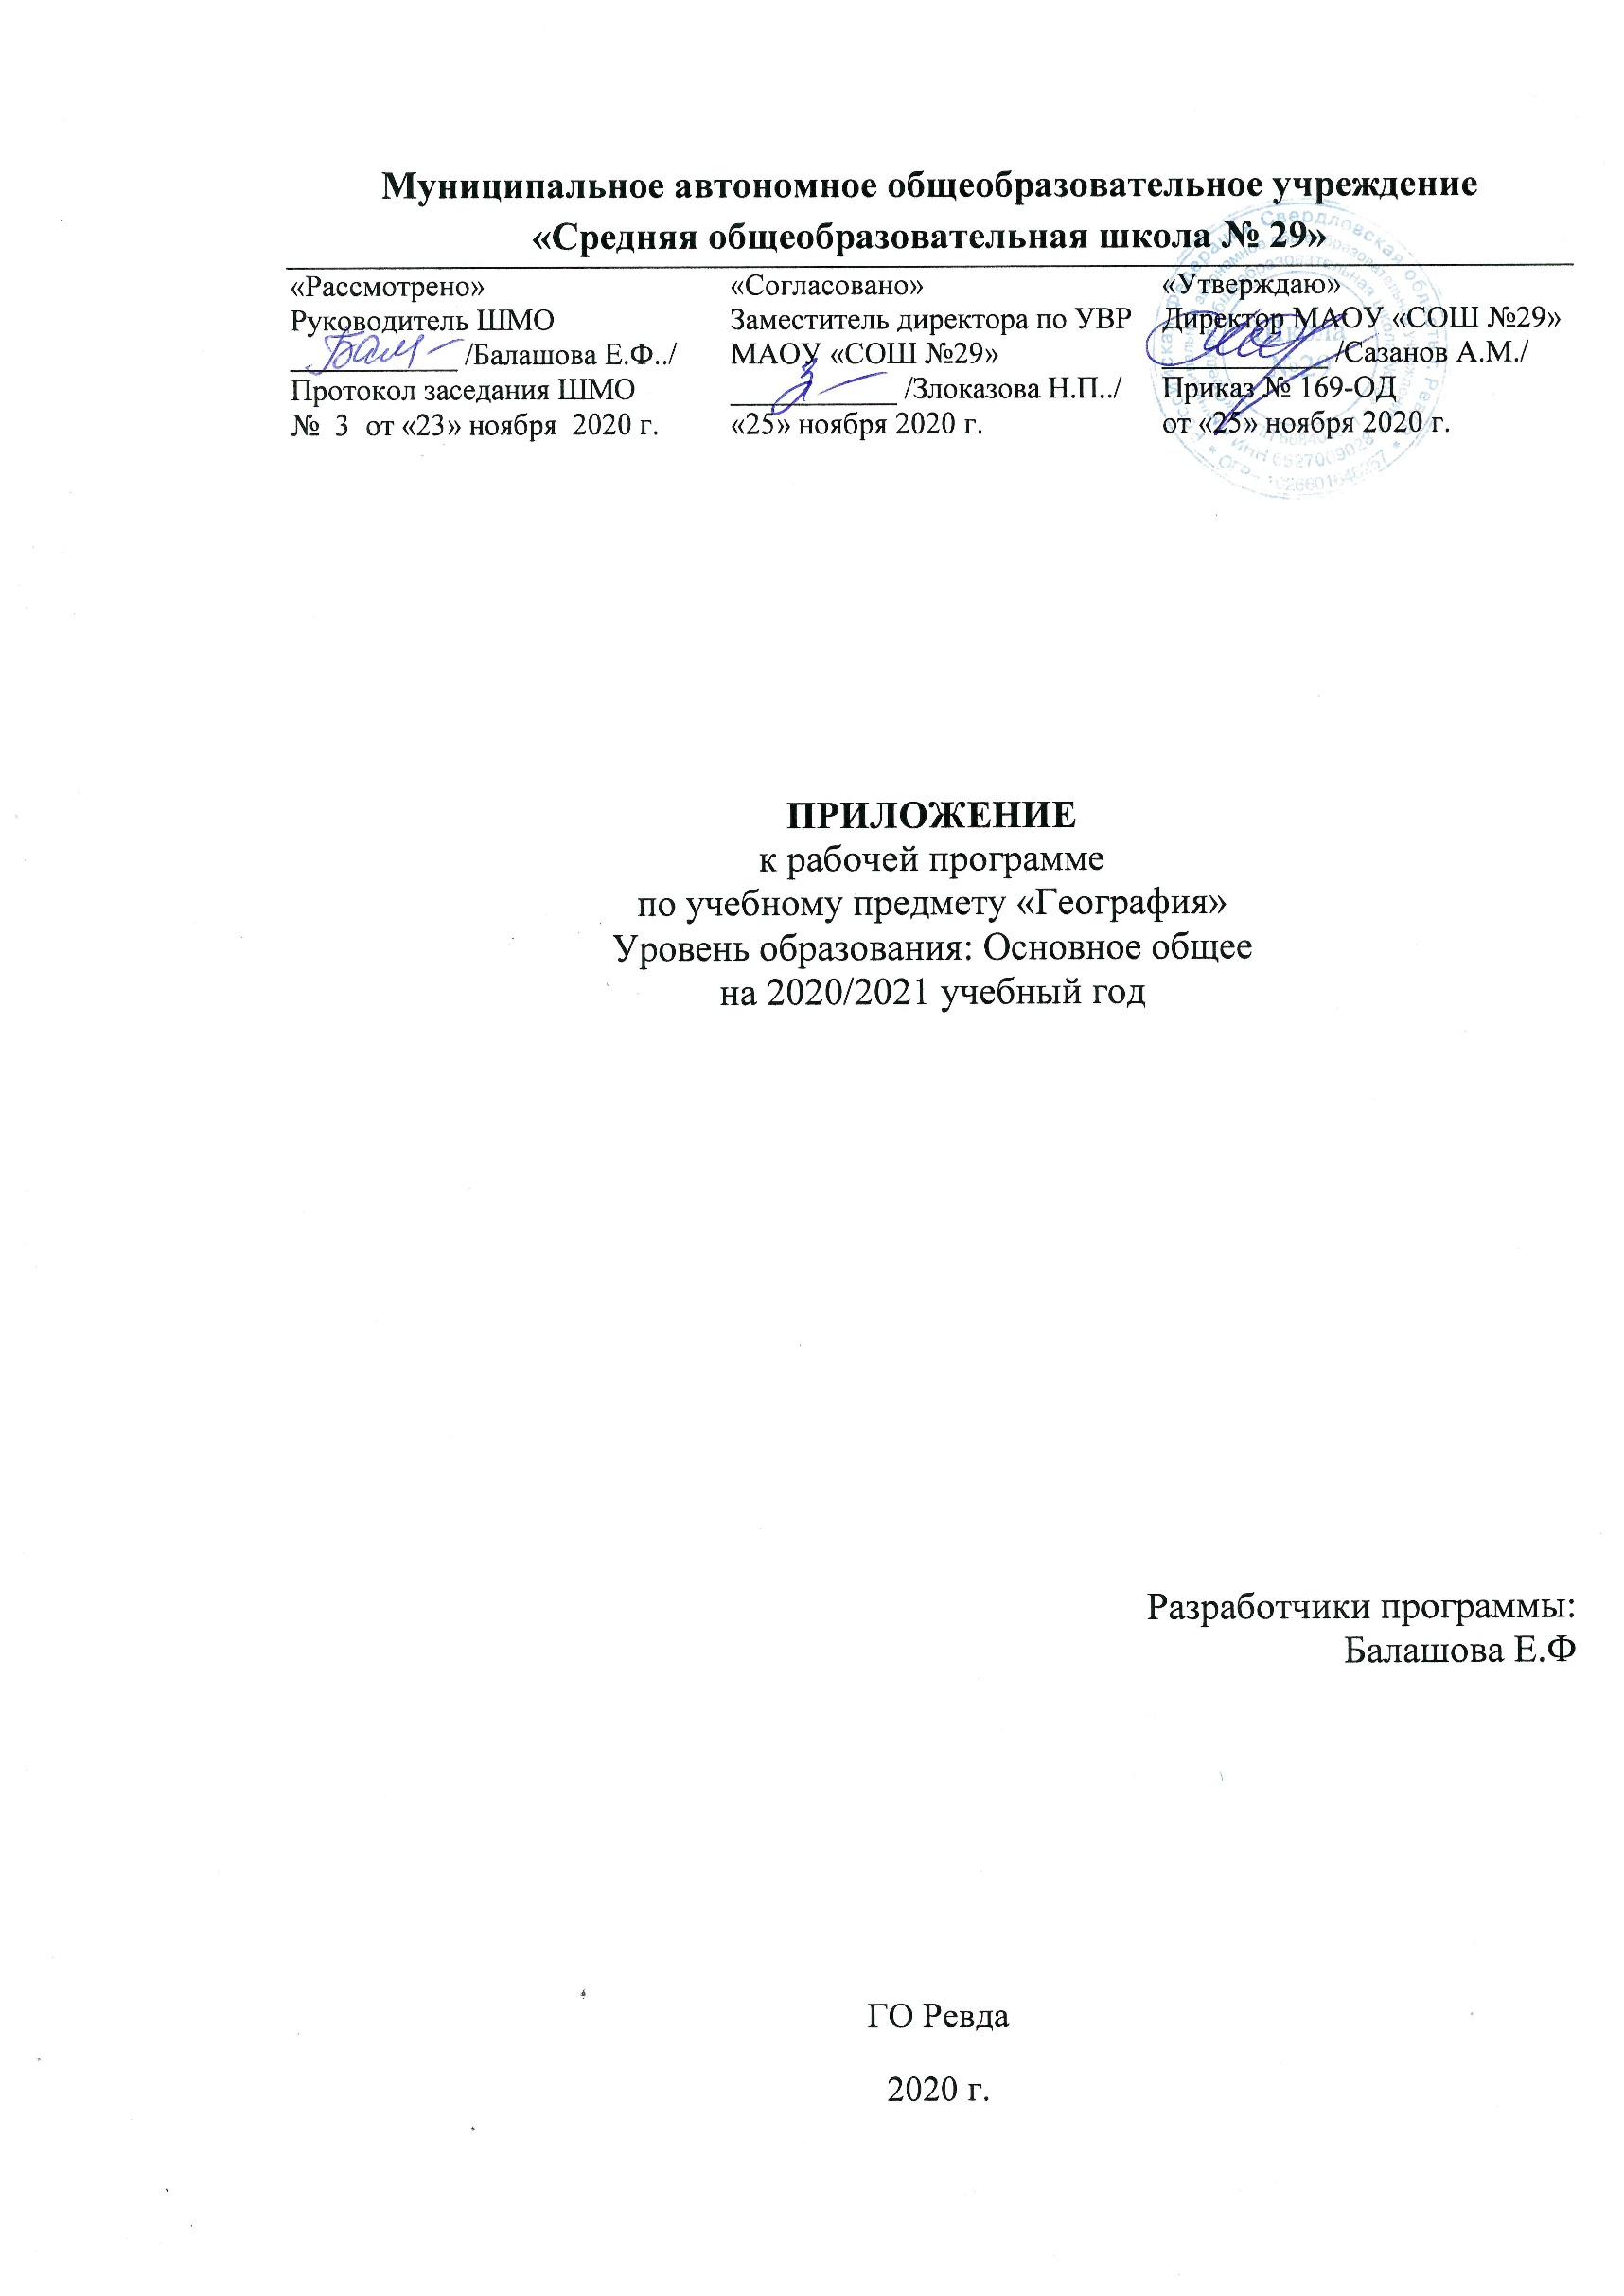 Муниципальное автономное общеобразовательное учреждение
«Средняя общеобразовательная школа № 29»
«Рассмотрено»
Руководитель ШМО
____________ /Балашова Е.Ф../
Протокол заседания ШМО
№ 3 от «23» ноября 2020 г.
«Согласовано»
Заместитель директора по УВР
МАОУ «СОШ №29»
____________ /Злоказова Н.П../
«25» ноября 2020 г.
«Утверждаю»
Директор МАОУ «СОШ №29»
____________ /Сазанов А.М./
Приказ № 169-ОД
от «25» ноября 2020 г.
ПРИЛОЖЕНИЕ
к рабочей программе
по учебному предмету «География»
Уровень образования: Основное общее
на 2020/2021 учебный год
Разработчики программы:
Балашова Е.Ф
ГО Ревда
2020 г.